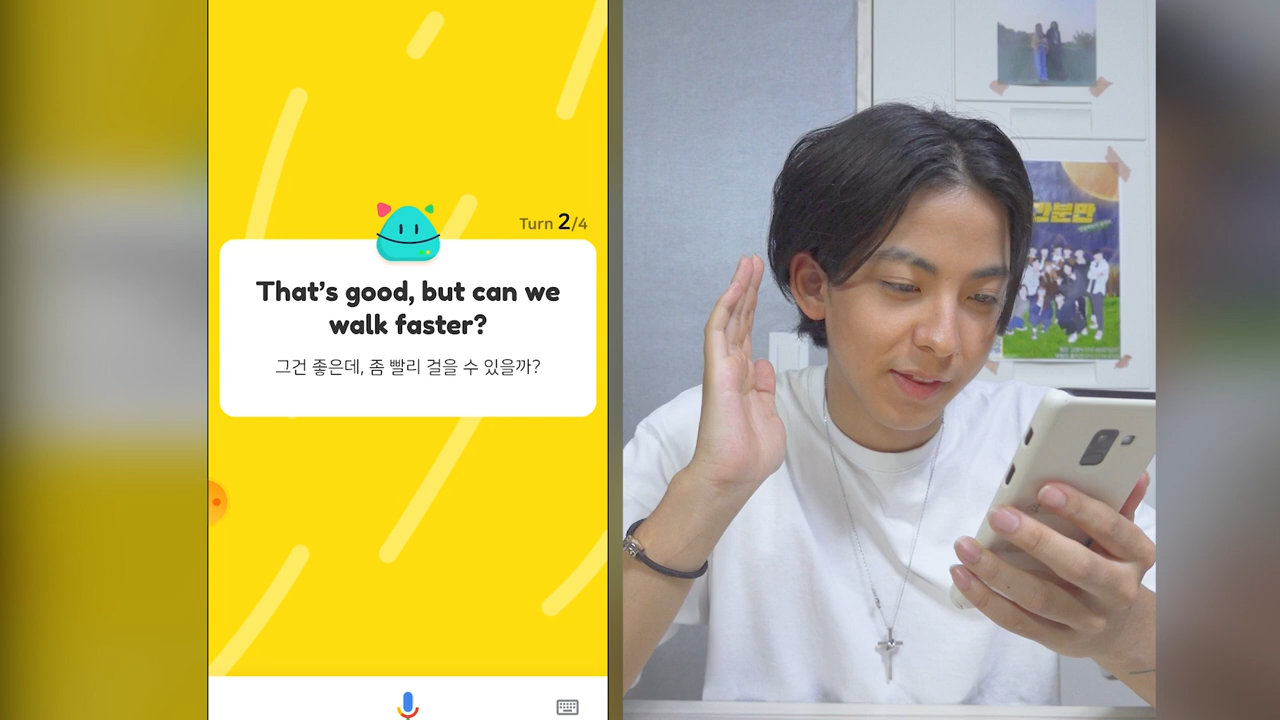 Turn 2/4
That's good, but can we
walk faster?
그건 좋은데, 좀 빨리 걸을 수 있을까?